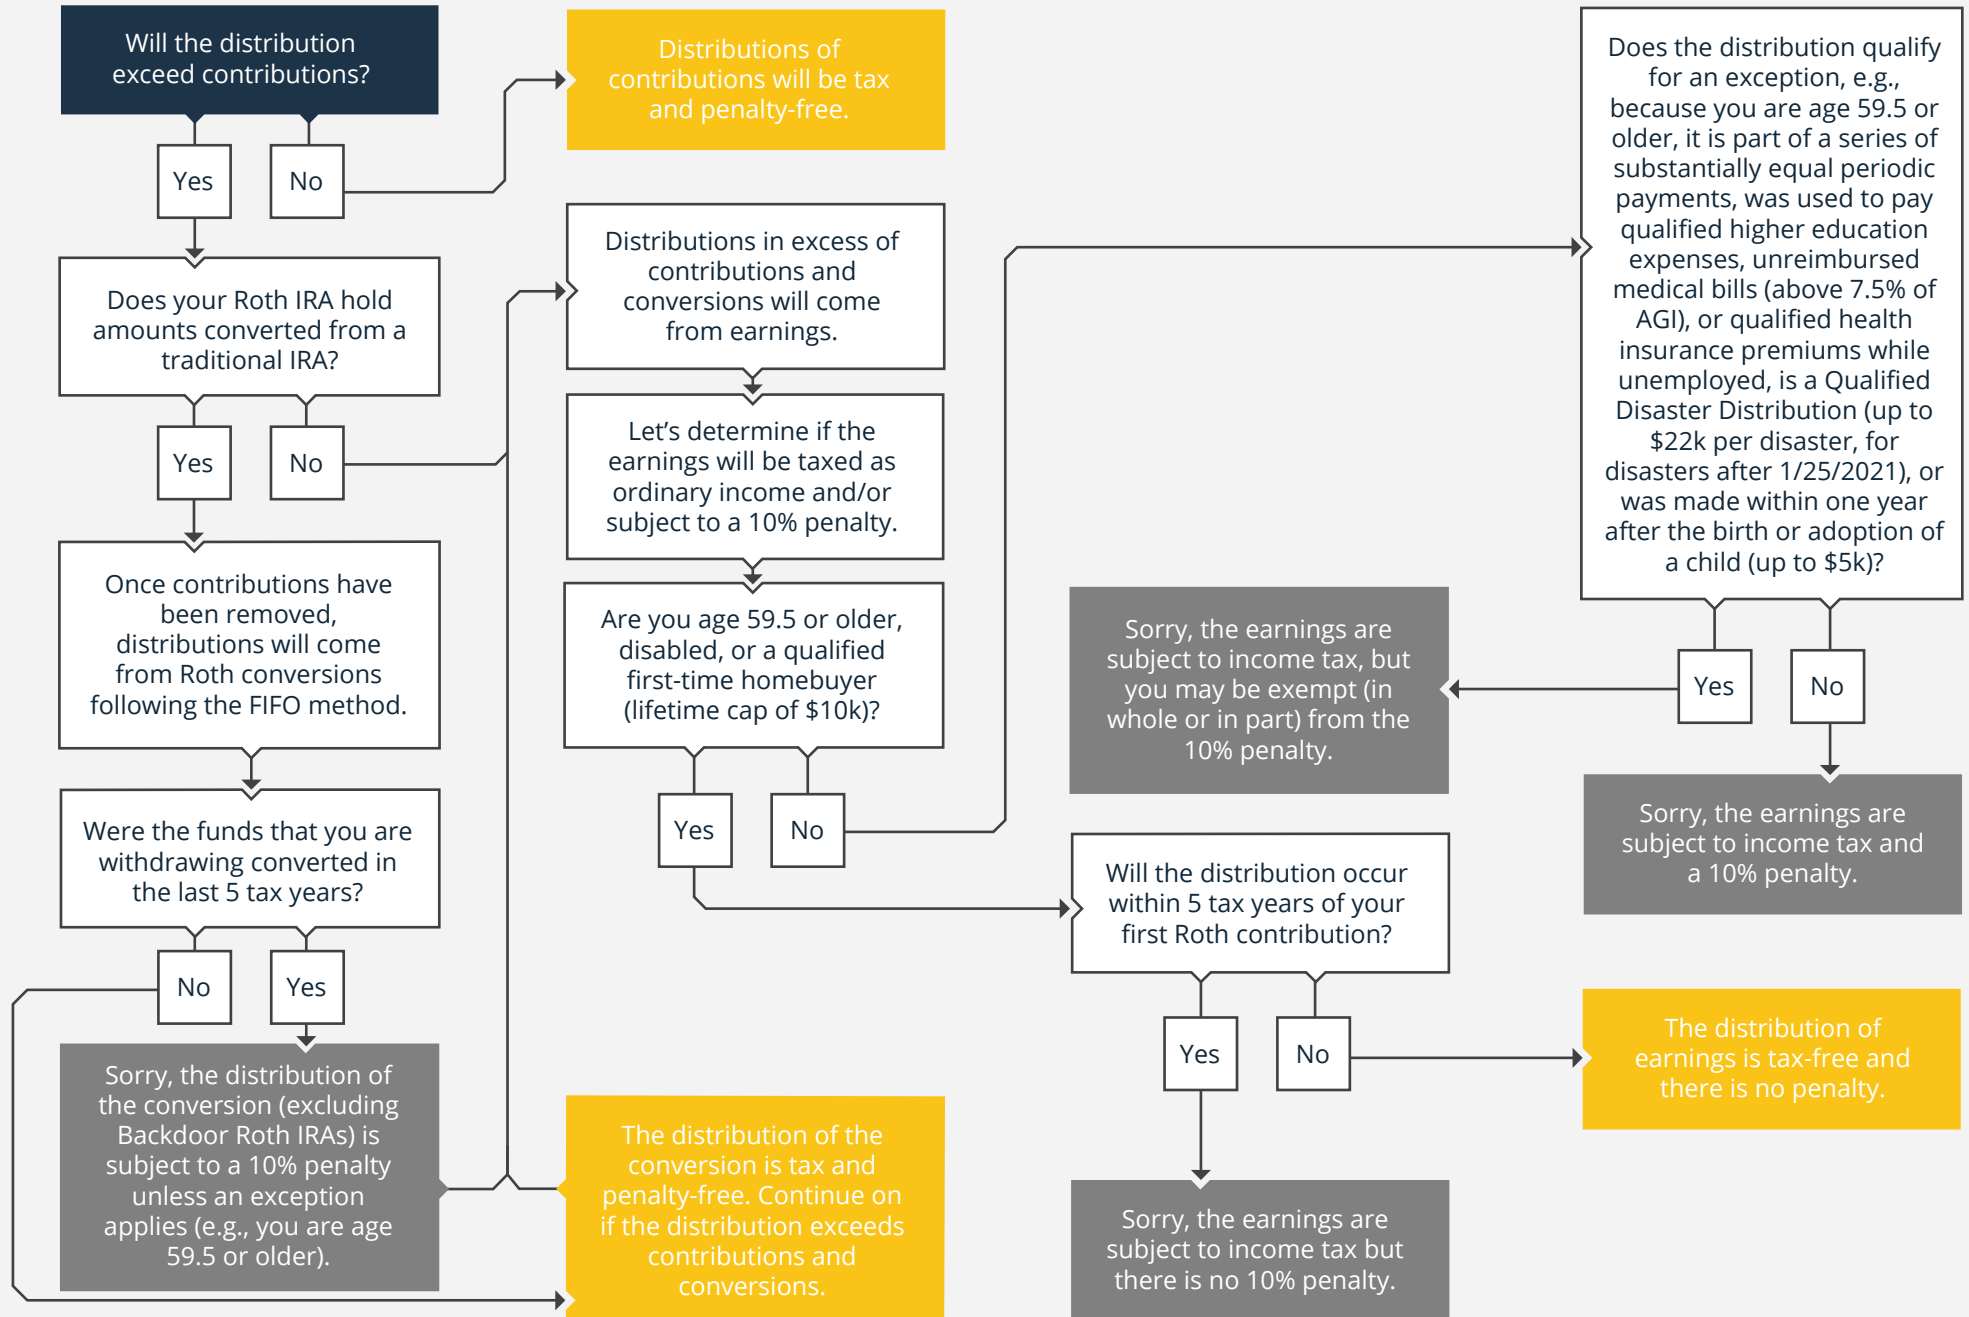 Will the distribution
exceed contributions?
Yes
No
Distributions of
contributions will be tax
and penalty-free.
Does your Roth IRA hold
amounts converted from a
traditional IRA?
Yes
No
Once contributions have
been removed,
distributions will come
from Roth conversions
following the FIFO method.
Were the funds that you are
withdrawing converted in
the last 5 tax years?
No
Yes
Sorry, the distribution of
the conversion (excluding
Backdoor Roth IRAs) is
subject to a 10% penalty
unless an exception
applies (e.g., you are age
59.5 or older).
The distribution of the
conversion is tax and
penalty-free. Continue on
if the distribution exceeds
contributions and
conversions.
Distributions in excess of
contributions and
conversions will come
from earnings.
Let’s determine if the
earnings will be taxed as
ordinary income and/or
subject to a 10% penalty.
Are you age 59.5 or older,
disabled, or a qualified
first-time homebuyer
(lifetime cap of $10k)?
Yes
No
Will the distribution occur
within 5 tax years of your
first Roth contribution?
Yes
No
Sorry, the earnings are
subject to income tax but
there is no 10% penalty.
The distribution of
earnings is tax-free and
there is no penalty.
Does the distribution qualify
for an exception, e.g.,
because you are age 59.5 or
older, it is part of a series of
substantially equal periodic
payments, was used to pay
qualified higher education
expenses, unreimbursed
medical bills (above 7.5% of
AGI), or qualified health
insurance premiums while
unemployed, is a Qualified
Disaster Distribution (up to
$22k per disaster, for
disasters after 1/25/2021), or
was made within one year
after the birth or adoption of
a child (up to $5k)?
Yes
No
Sorry, the earnings are
subject to income tax, but
you may be exempt (in
whole or in part) from the
10% penalty.
Sorry, the earnings are
subject to income tax and
a 10% penalty.